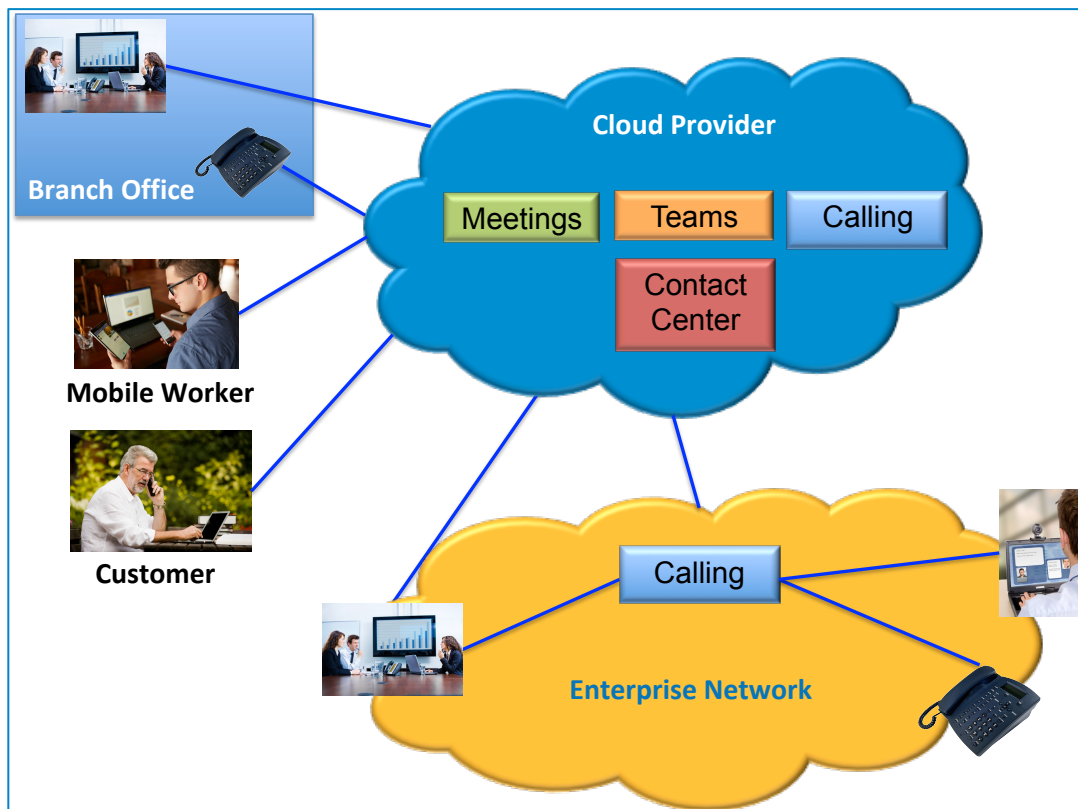 Cloud Provider
Branch Office
Meetings
Teams
Calling
Contact
Center
Mobile Worker
Customer
Calling
Enterprise Network